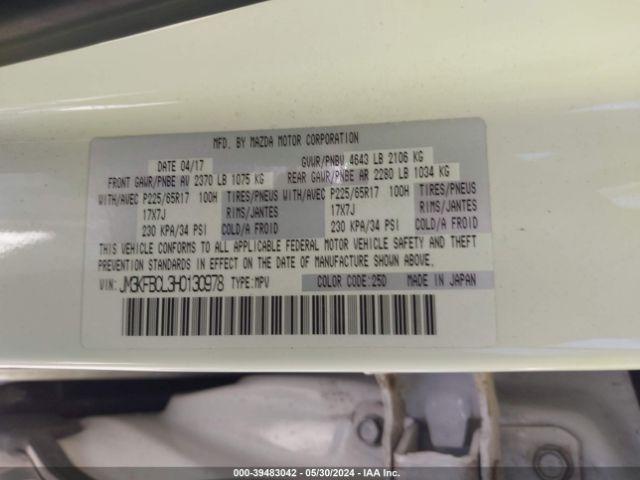 MFD. BY MAZDA MOTOR CORPORATION
DATE 04/17 GVWR/PNBV 4643 LB 2106 KG
FRONT GAWR/PNBE AV 2370 LB 1075 KG REAR GAWR/PNBE AR 2280 LB 1034 KG
WITH/AVEC P225/65R17 100H TIRES/PNEUS WITH/AVEC P225/65R17 100H TIRES/PNEUS
17X7J RIMS/JANTES 17X7J RIMS/JANTES
230 KPA/34 PSI COLD/A FROID 230 KPA/34 PSI COLD/A FROID
THIS VEHICLE CONFORMS TO ALL APPLICABLE FEDERAL MOTOR VEHICLE SAFETY AND THEFT
PREVENTION STANDARDS IN EFFECT ON THE DATE OF MANUFACTURE SHOWN ABOVE.
VIN: JM3KFBCL3H0130978 TYPE:MPV COLOR CODE:25D MADE IN JAPAN
000-39483042 - 05/30/2024 - IAA Inc.